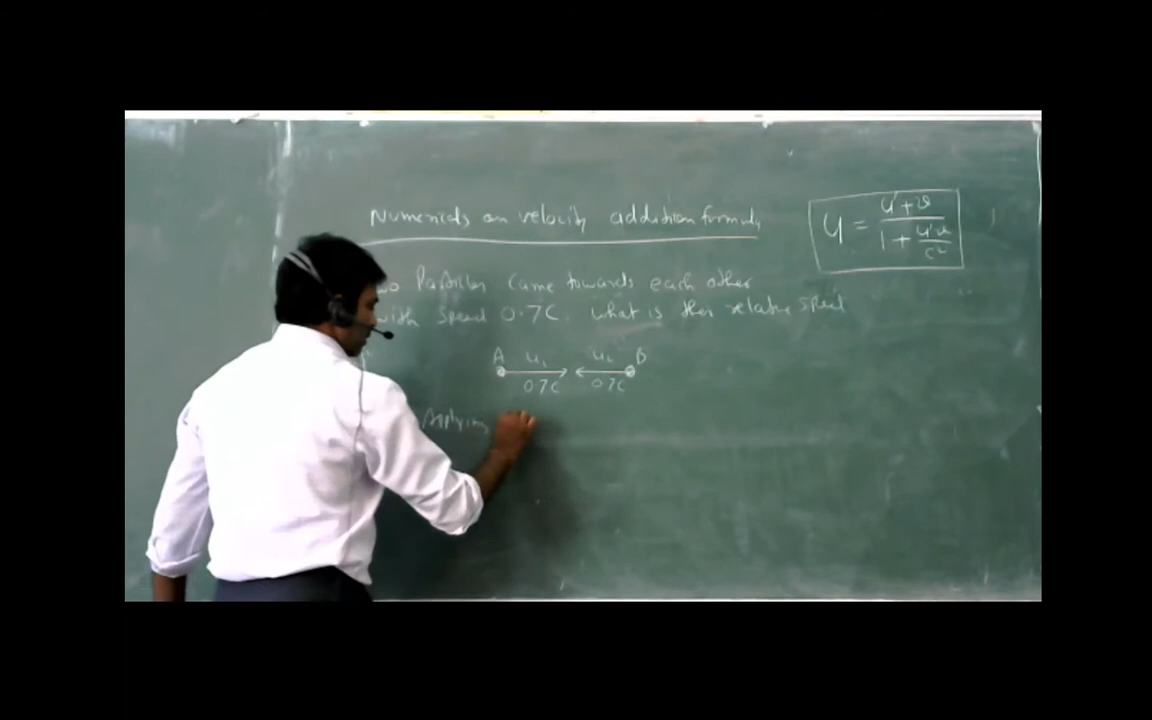 Numericals on velocity addition formula
u = u' + v / 1 + u'v / c²
wo Particles Came towards each other
with speed 0.7C. what is their relative speed
A u₁ u₂ B
0.7C 0.7C
Applying